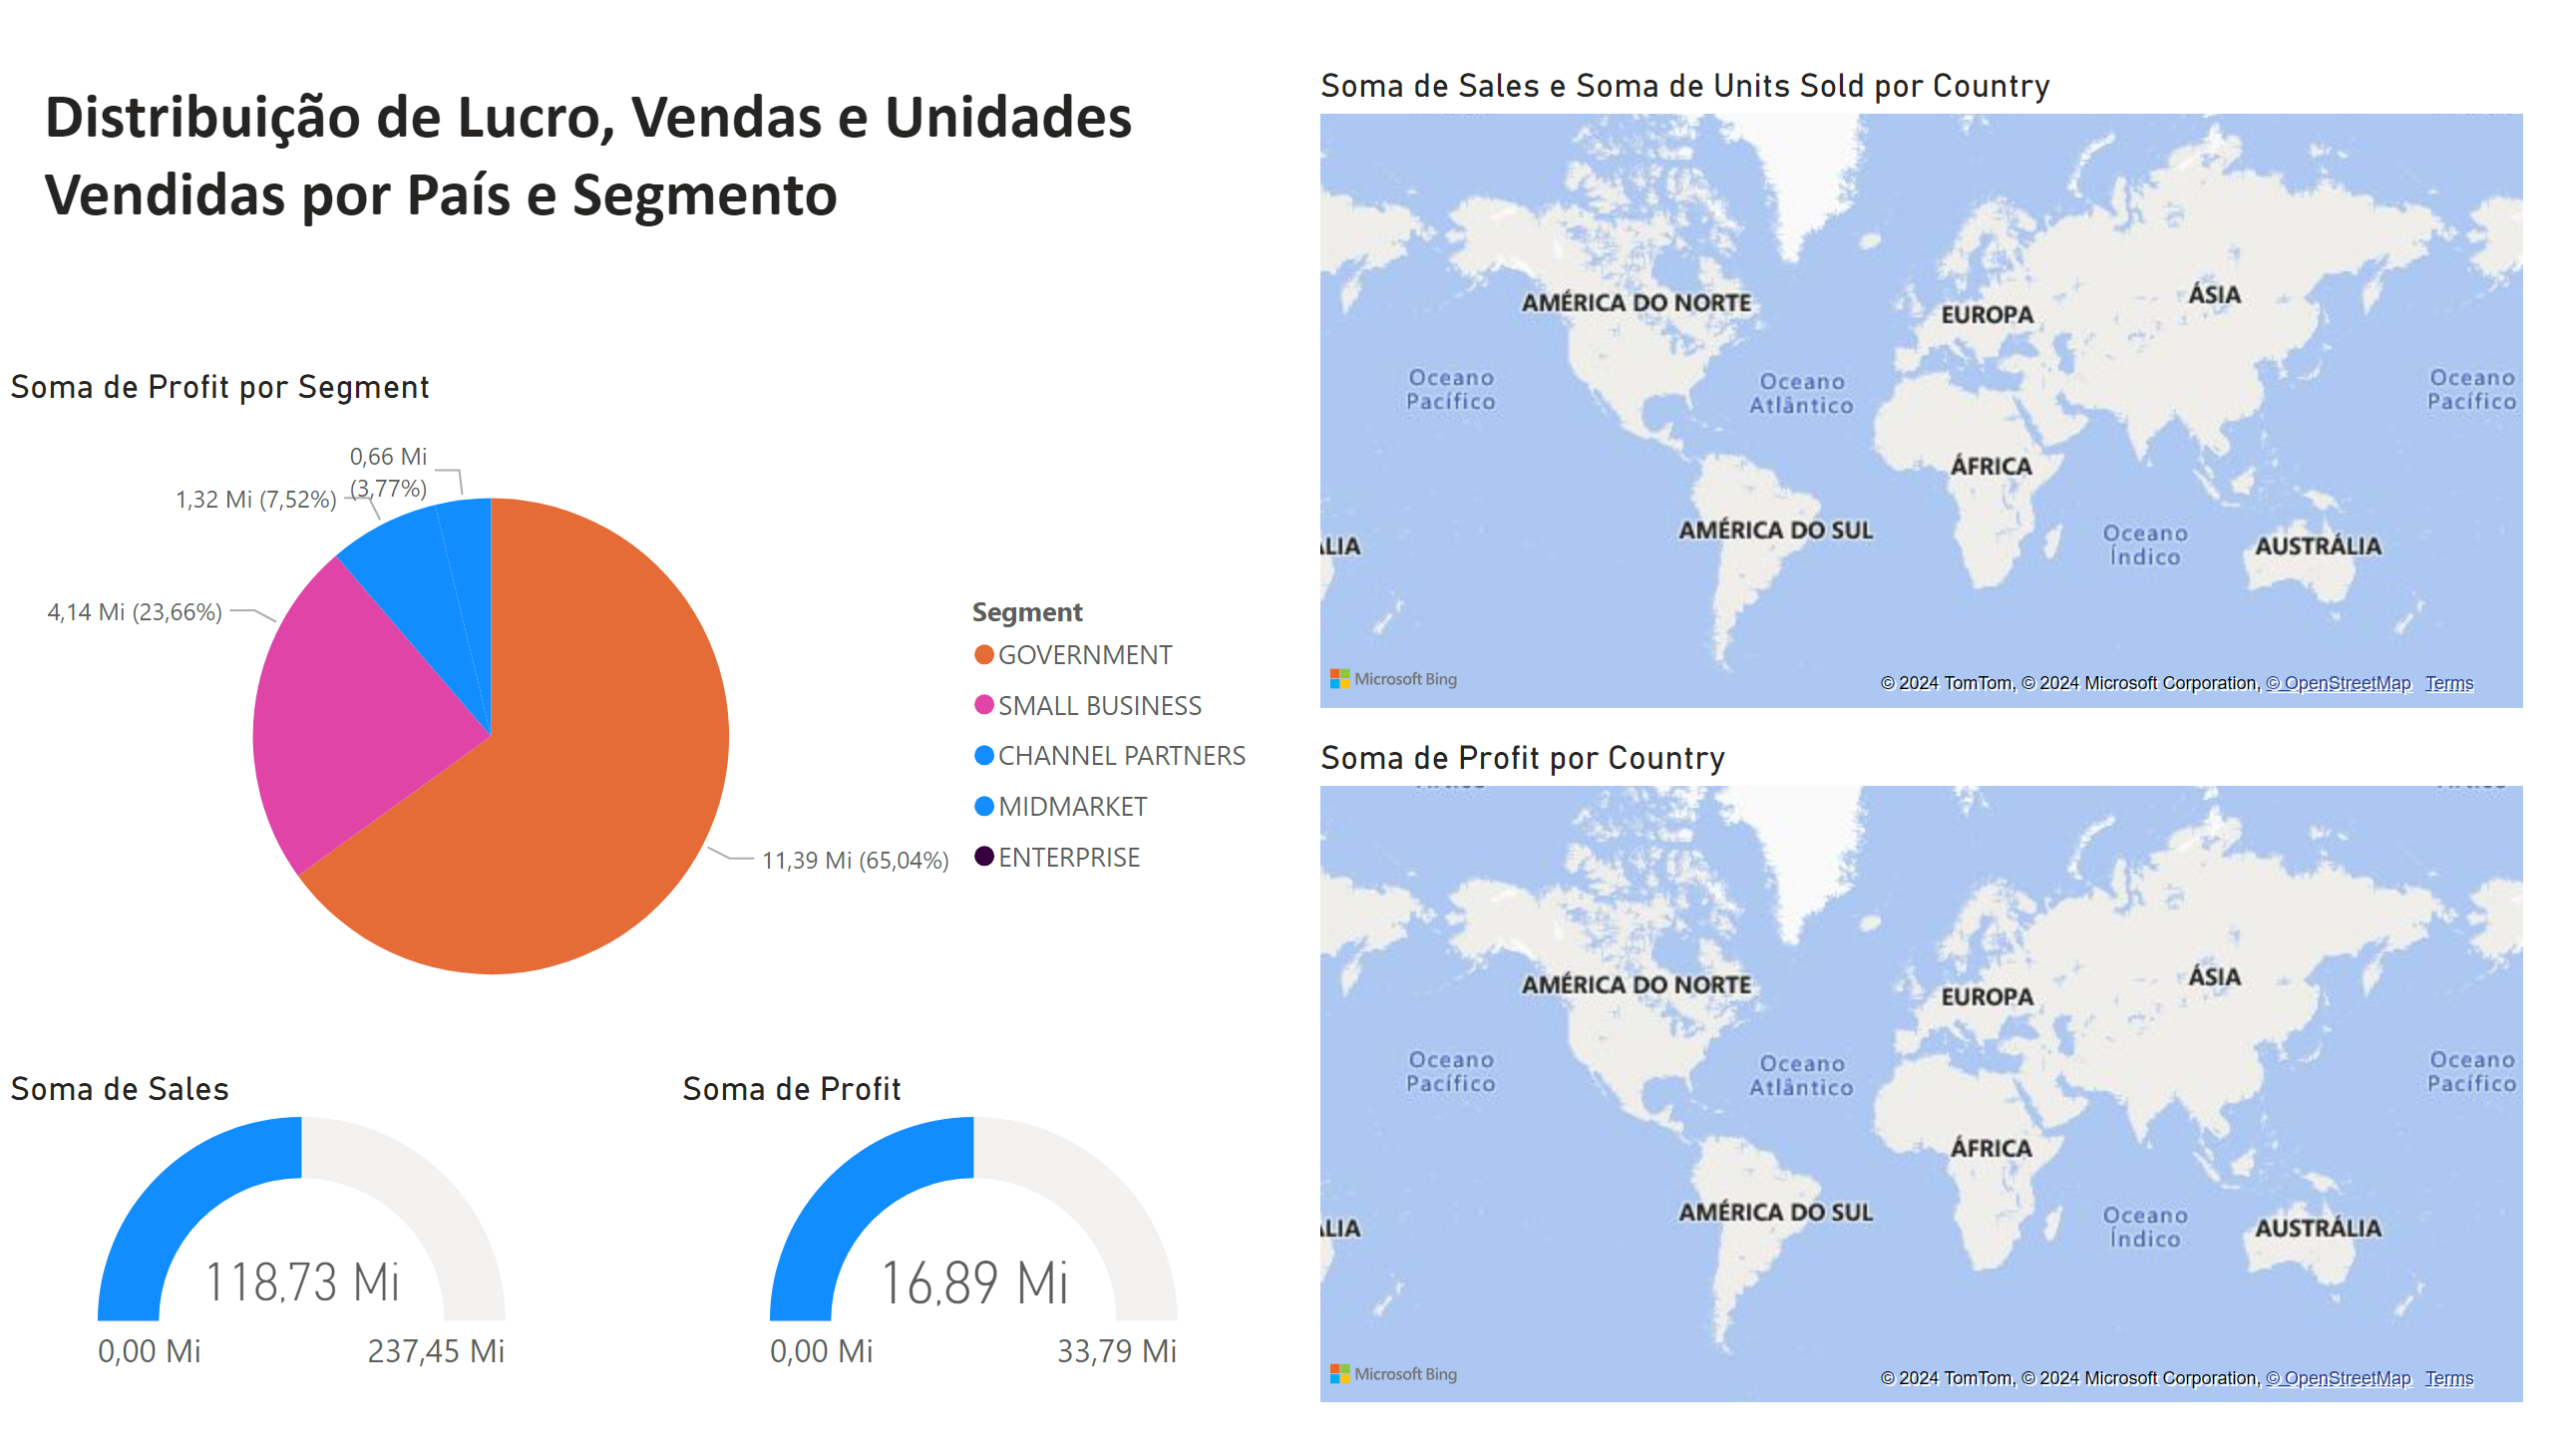 Distribuição de Lucro, Vendas e Unidades
Vendidas por País e Segmento
Soma de Profit por Segment
0,66 Mi
(3,77%)
1,32 Mi (7,52%)
4,14 Mi (23,66%)
11,39 Mi (65,04%)
Segment
GOVERNMENT
SMALL BUSINESS
CHANNEL PARTNERS
MIDMARKET
ENTERPRISE
Soma de Sales
118,73 Mi
0,00 Mi
237,45 Mi
Soma de Profit
16,89 Mi
0,00 Mi
33,79 Mi
Soma de Sales e Soma de Units Sold por Country
AMÉRICA DO NORTE
EUROPA
ÁSIA
Oceano
Pacífico
Oceano
Atlântico
Oceano
Pacífico
ÁFRICA
AMÉRICA DO SUL
Oceano
Índico
ALIA
AUSTRÁLIA
Microsoft Bing
© 2024 TomTom, © 2024 Microsoft Corporation, © OpenStreetMap Terms
Soma de Profit por Country
AMÉRICA DO NORTE
EUROPA
ÁSIA
Oceano
Pacífico
Oceano
Atlântico
Oceano
Pacífico
ÁFRICA
AMÉRICA DO SUL
Oceano
Índico
ALIA
AUSTRÁLIA
Microsoft Bing
© 2024 TomTom, © 2024 Microsoft Corporation, © OpenStreetMap Terms